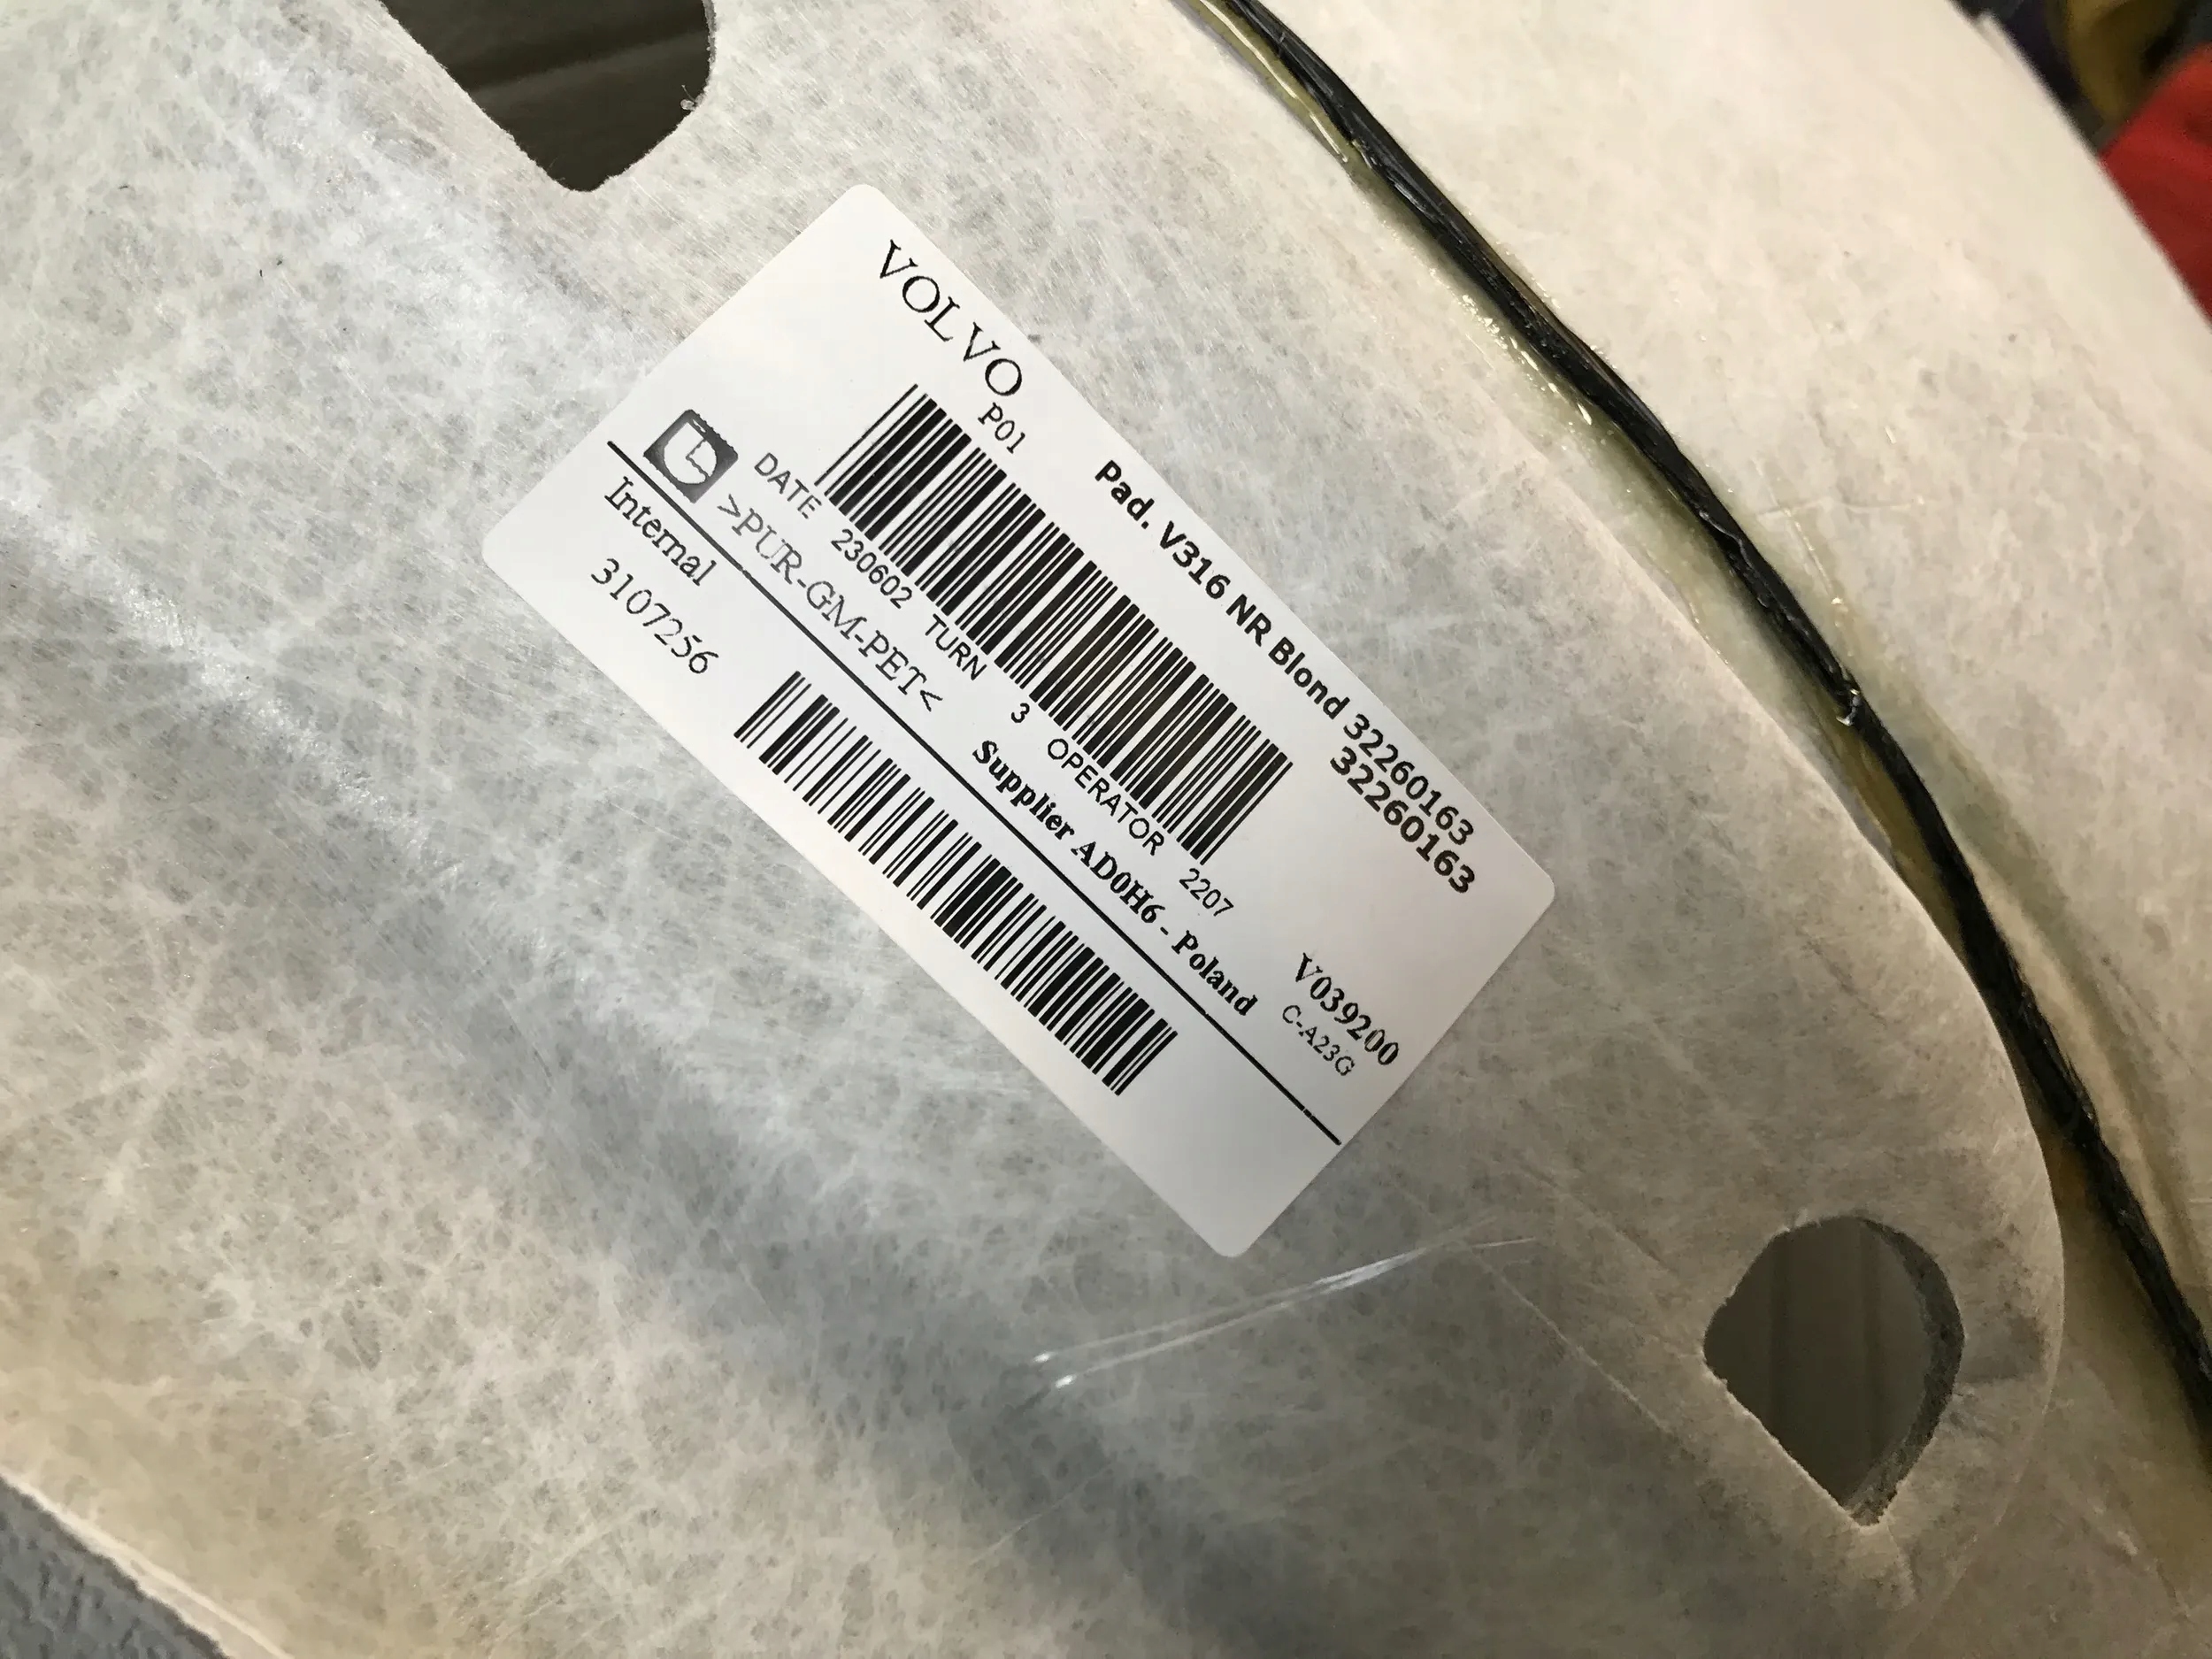 VOLVO
P01
Pad. V316 NR Blond 32260163
32260163
DATE 230602 TURN 3 OPERATOR 2207
>PUR-GM-PET<
Supplier AD0H6 - Poland
V039200
C-A23G
Internal
3107256